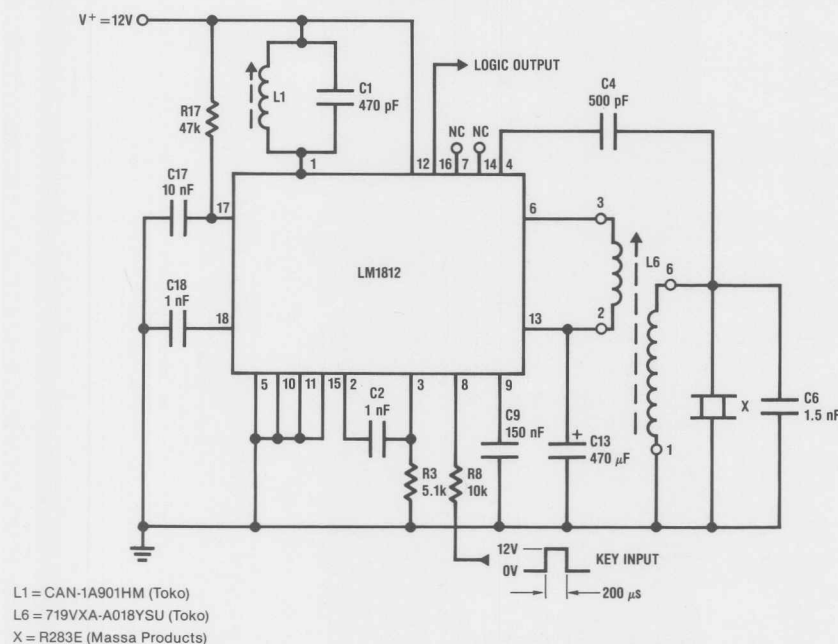 V⁺=12V
LOGIC OUTPUT
C4
500 pF
C1
470 pF
L1
R17
47k
NC NC
1
12 16 7 14 4
C17
10 nF
17
6
3
LM1812
L6
6
C18
1 nF
18
13
2
5 10 11 15 2 3 8 9
C2
1 nF
C9
150 nF
+
C13
470 μF
X
C6
1.5 nF
1
R3
5.1k
R8
10k
12V
0V
KEY INPUT
200 μs
L1 = CAN-1A901HM (Toko)
L6 = 719VXA-A018YSU (Toko)
X = R283E (Massa Products)